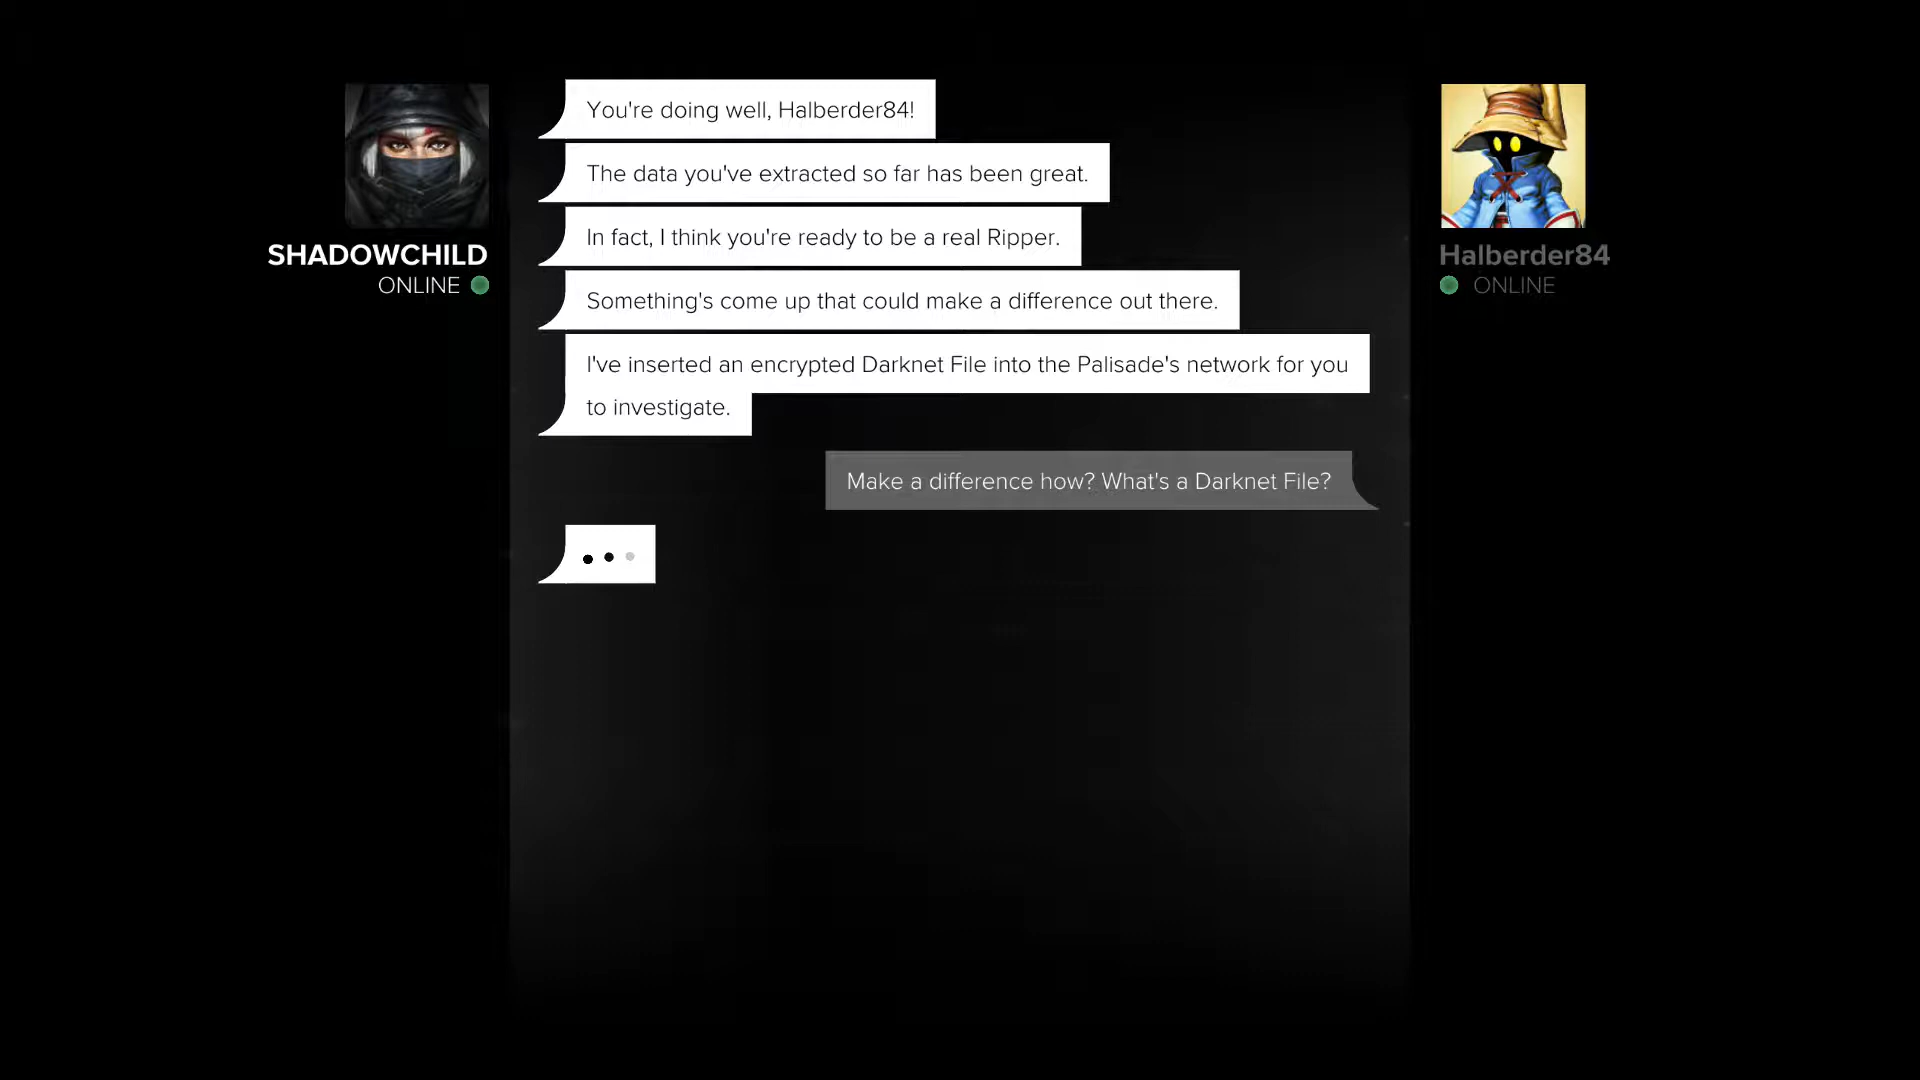 You're doing well, Halberder84!
The data you've extracted so far has been great.
In fact, I think you're ready to be a real Ripper.
SHADOWCHILD
ONLINE
Halberder84
ONLINE
Something's come up that could make a difference out there.
I've inserted an encrypted Darknet File into the Palisade's network for you
to investigate.
Make a difference how? What's a Darknet File?